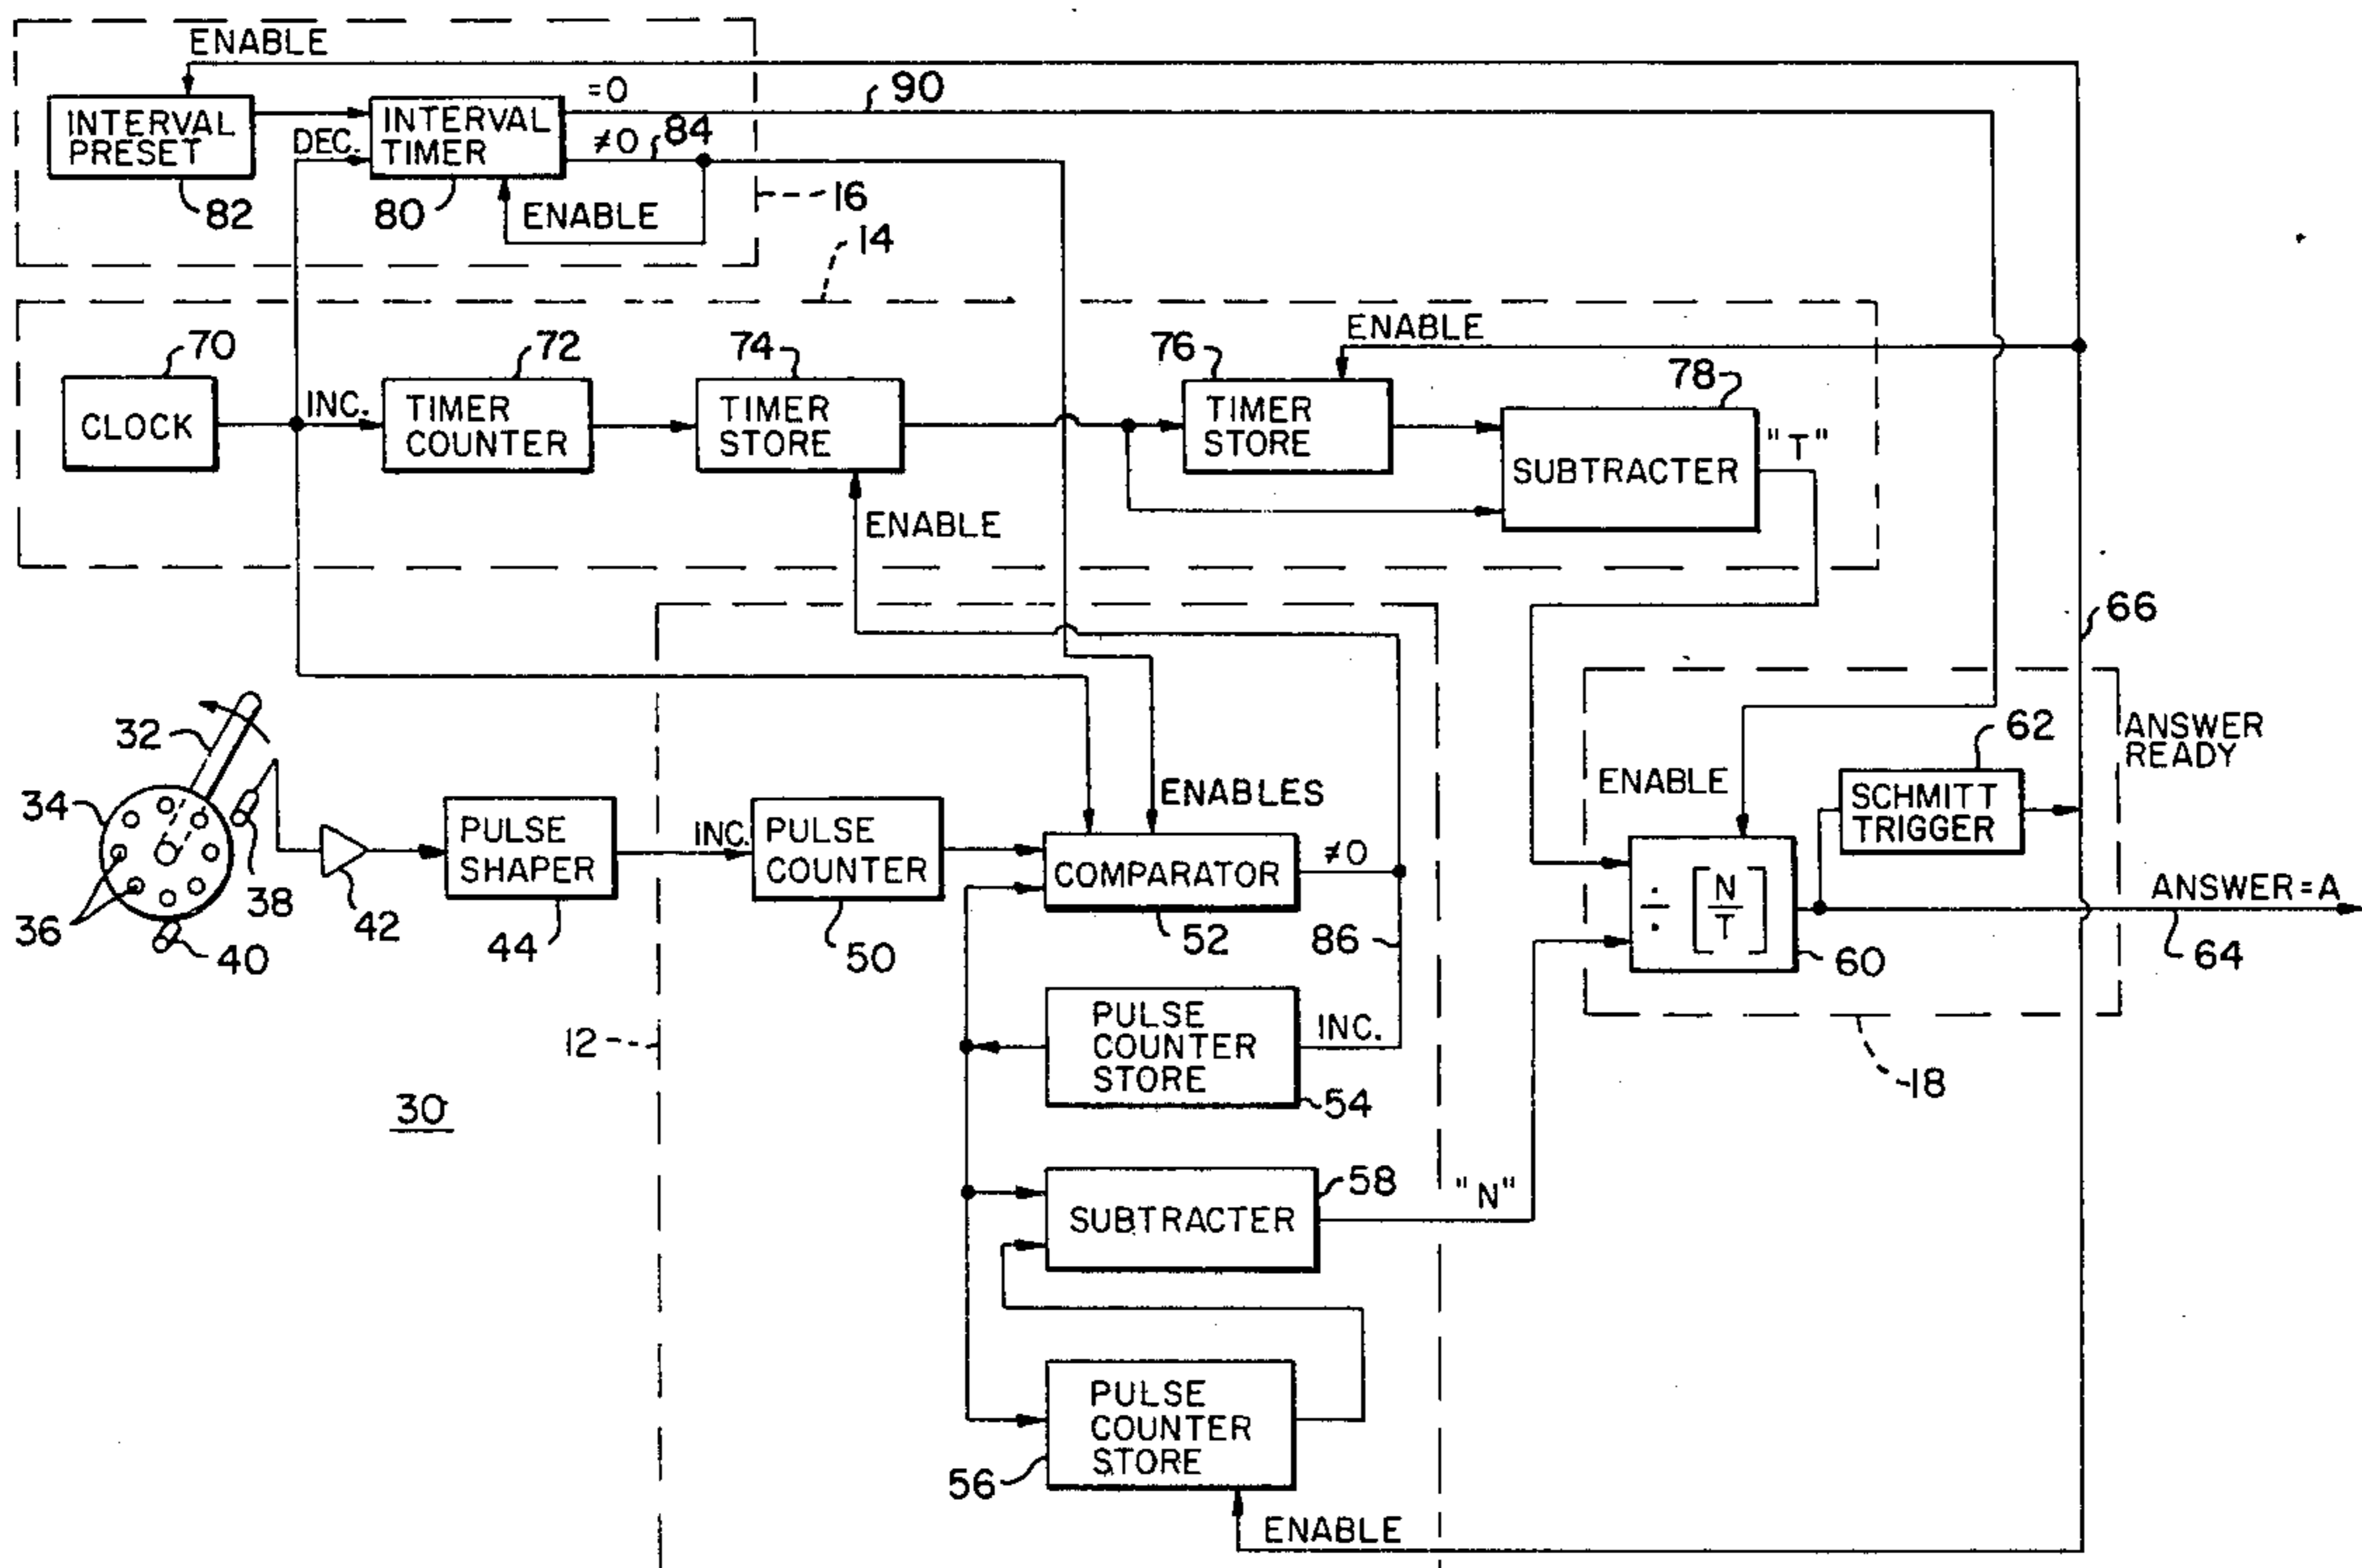 ENABLE
=0
90
INTERVAL
PRESET
DEC.
INTERVAL
TIMER
≠0
84
82
80
ENABLE
16
14
70
72
74
76
ENABLE
78
CLOCK
INC.
TIMER
COUNTER
TIMER
STORE
TIMER
STORE
SUBTRACTER
"T"
ENABLE
66
32
34
36
38
40
42
PULSE
SHAPER
44
INC.
PULSE
COUNTER
50
ENABLES
COMPARATOR
≠0
52
86
ENABLE
62
SCHMITT
TRIGGER
ANSWER
READY
÷ [N/T]
60
ANSWER=A
64
12
PULSE
COUNTER
STORE
INC.
54
18
30
SUBTRACTER
58
"N"
PULSE
COUNTER
STORE
56
ENABLE